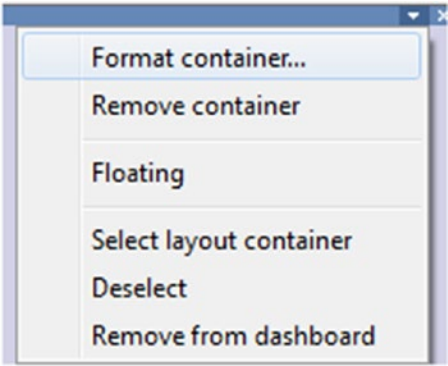 Format container...
Remove container
Floating
Select layout container
Deselect
Remove from dashboard